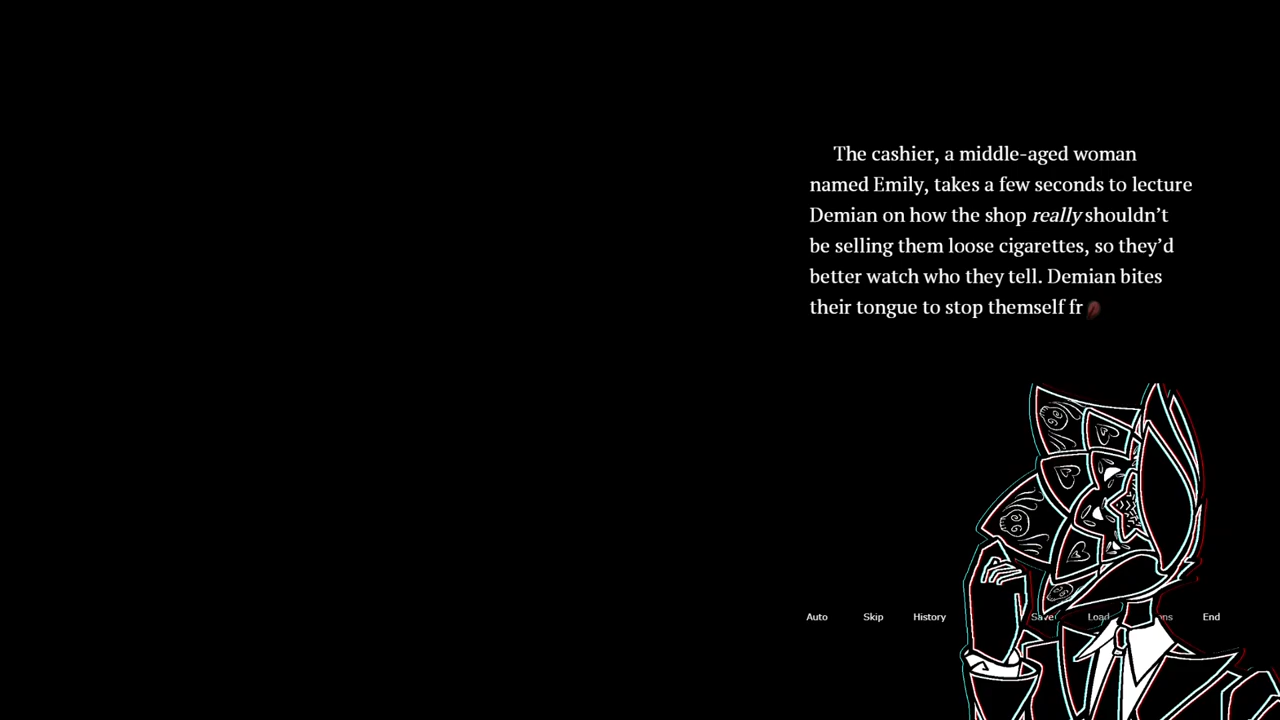 The cashier, a middle-aged woman
named Emily, takes a few seconds to lecture
Demian on how the shop really shouldn’t
be selling them loose cigarettes, so they’d
better watch who they tell. Demian bites
their tongue to stop themself fr
Auto Skip History Save Load End